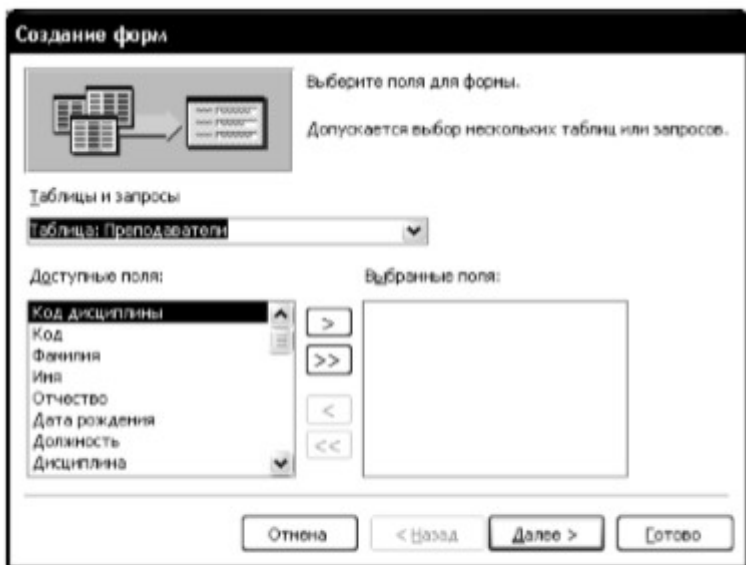 Создание форм
Выберите поля для формы.
Допускается выбор нескольких таблиц или запросов.
Таблицы и запросы
Таблица: Преподаватели
Доступные поля:
Выбранные поля:
Код дисциплины
Код
Фамилия
Имя
Отчество
Дата рождения
Должность
Дисциплина
>
>>
<
<<
Отмена
< Назад
Далее >
Готово